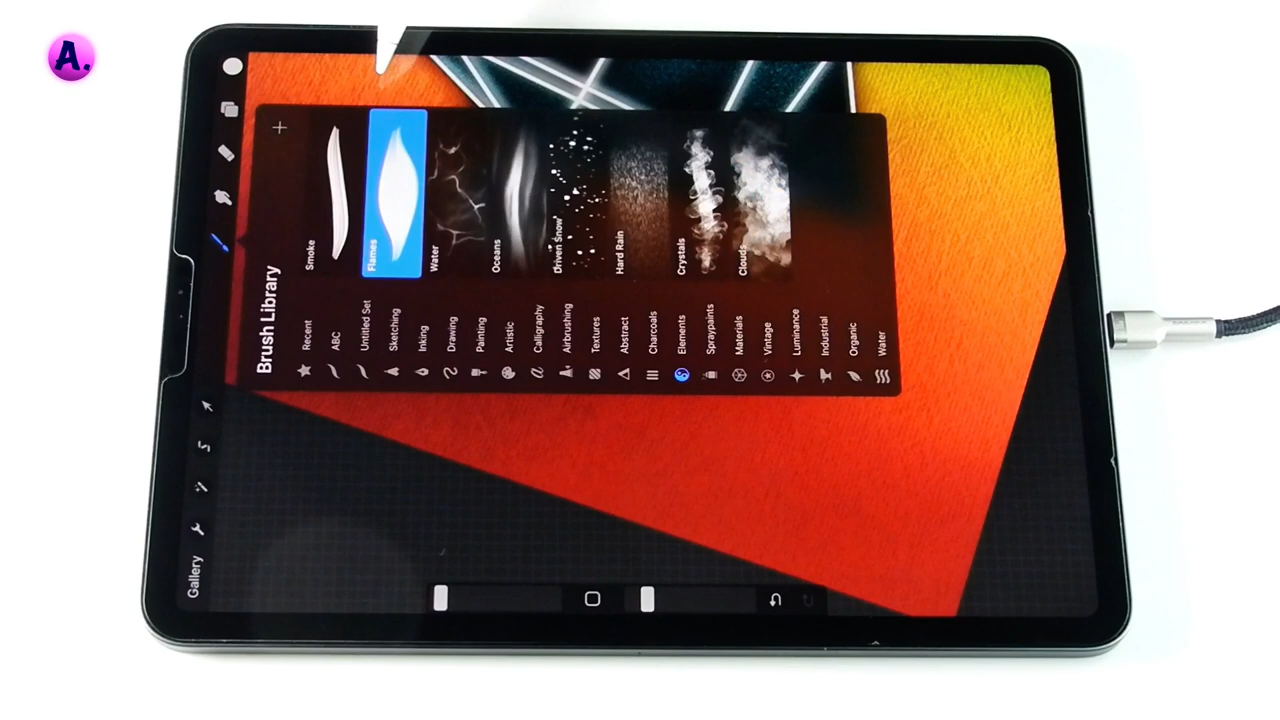 A.
Gallery
Brush Library
Recent
ABC
Untitled Set
Sketching
Inking
Drawing
Painting
Artistic
Calligraphy
Airbrushing
Textures
Abstract
Charcoals
Elements
Spraypaints
Materials
Vintage
Luminance
Industrial
Organic
Water
Smoke
Flames
Water
Oceans
Driven Snow
Hard Rain
Crystals
Clouds